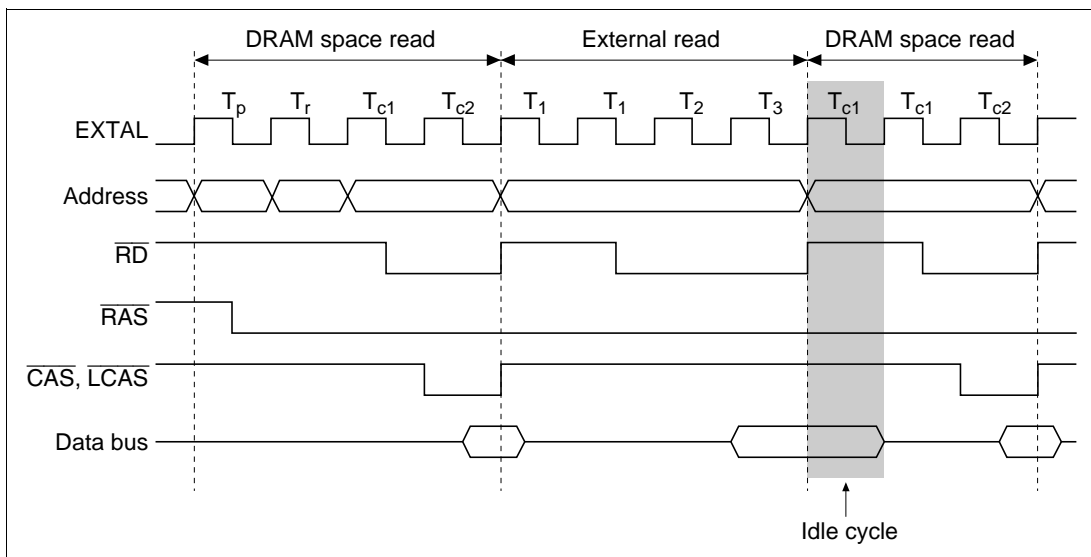 DRAM space read External read DRAM space read
Tp Tr Tc1 Tc2 T1 T1 T2 T3 Tc1 Tc1 Tc2
EXTAL
Address
RD
RAS
CAS, LCAS
Data bus
Idle cycle